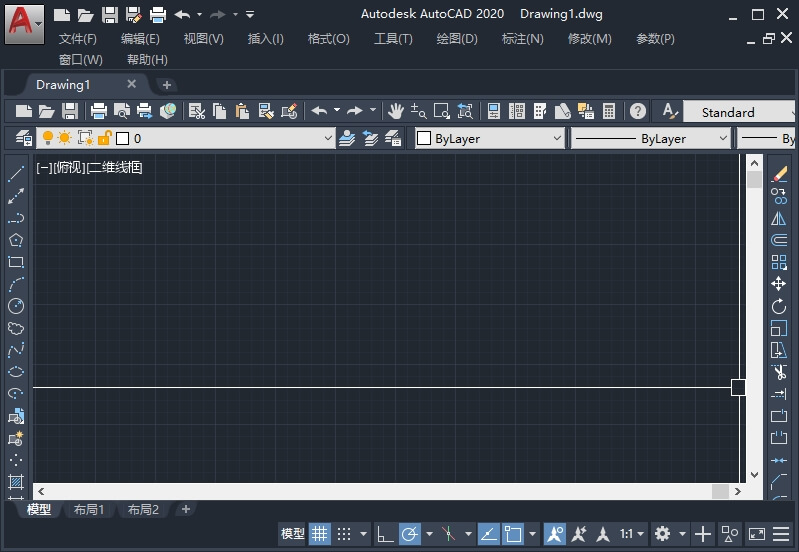 Autodesk AutoCAD 2020 Drawing1.dwg
文件(F) 编辑(E) 视图(V) 插入(I) 格式(O) 工具(T) 绘图(D) 标注(N) 修改(M) 参数(P)
窗口(W) 帮助(H)
Drawing1
Standard
0 ByLayer ByLayer By
[−][俯视][二维线框]
模型 布局1 布局2
模型 1:1